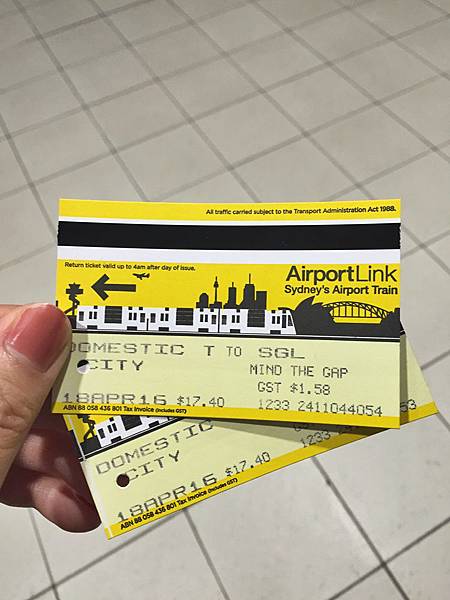 All traffic carried subject to the Transport Administration Act 1988.
Return ticket valid up to 4am after day of issue.
AirportLink
Sydney's Airport Train
DOMESTIC T TO SGL
CITY MIND THE GAP
GST $1.58
18APR16 $17.40 1233 2411044054
ABN 88 058 436 801 Tax Invoice (includes GST)
DOMESTIC
CITY
18APR16 $17.40 1233 53
ABN 88 058 436 801 Tax Invoice (includes GST)